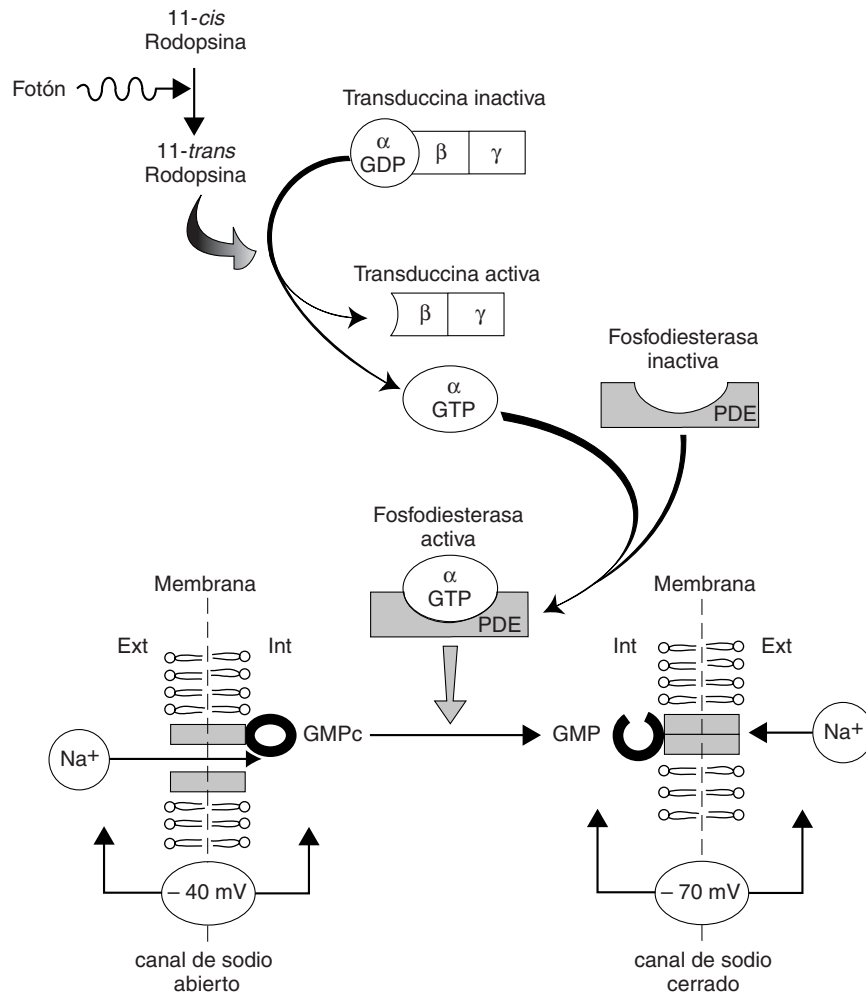 11-cis
Rodopsina
Fotón
11-trans
Rodopsina
Transduccina inactiva
α
GDP
β
γ
Transduccina activa
β
γ
α
GTP
Fosfodiesterasa
inactiva
PDE
Fosfodiesterasa
activa
α
GTP
PDE
Membrana
Ext
Int
Na+
GMPc
GMP
– 40 mV
canal de sodio
abierto
Membrana
Int
Ext
Na+
– 70 mV
canal de sodio
cerrado